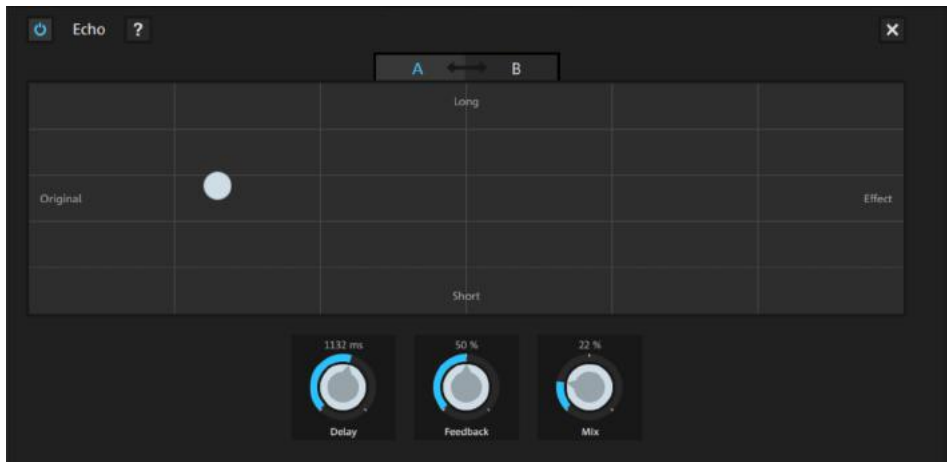 Echo ?
A B
Long
Original Effect
Short
1132 ms 50 % 22 %
Delay Feedback Mix